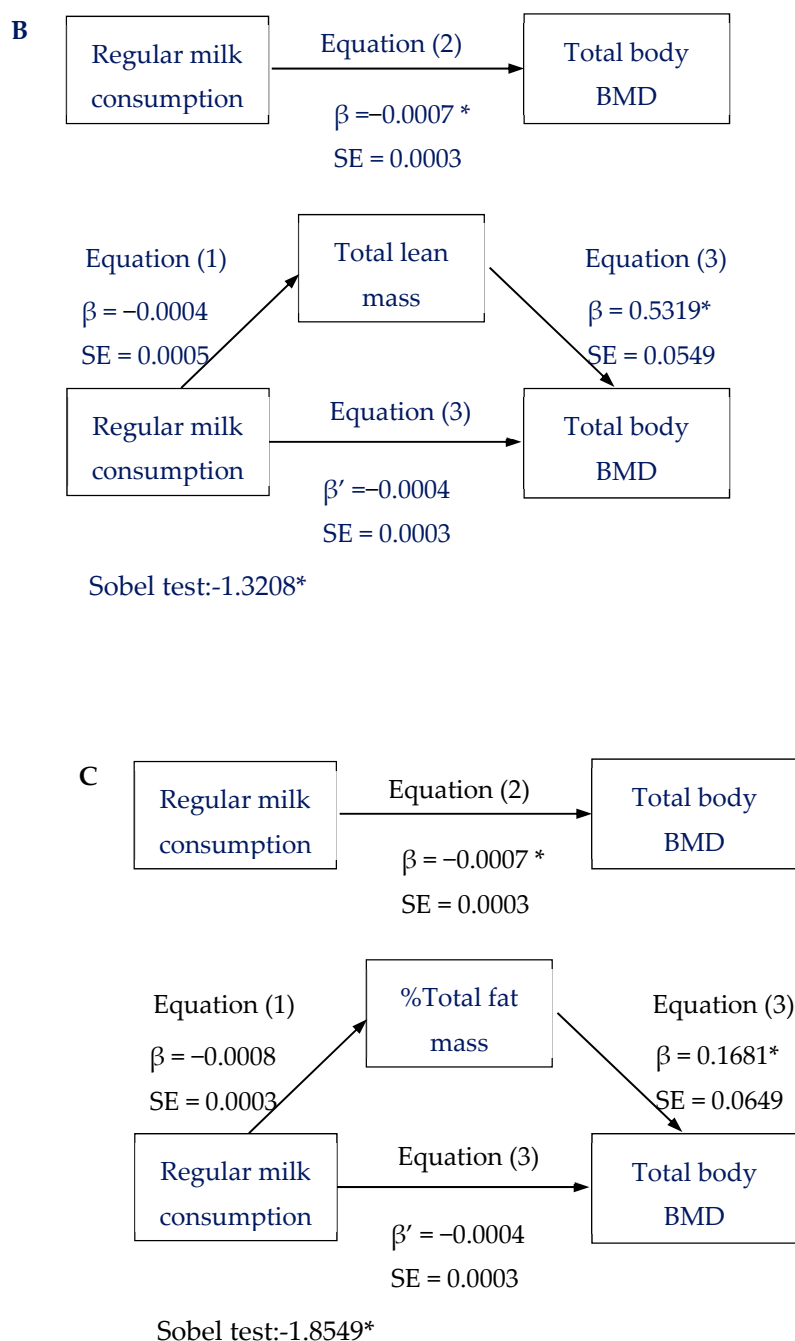 B
Regular milk
consumption
Equation (2)
β =−0.0007 *
SE = 0.0003
Total body
BMD
Equation (1)
β = −0.0004
SE = 0.0005
Total lean
mass
Equation (3)
β = 0.5319*
SE = 0.0549
Regular milk
consumption
Equation (3)
β’ =−0.0004
SE = 0.0003
Total body
BMD
Sobel test:-1.3208*
C
Regular milk
consumption
Equation (2)
β = −0.0007 *
SE = 0.0003
Total body
BMD
Equation (1)
β = −0.0008
SE = 0.0003
%Total fat
mass
Equation (3)
β = 0.1681*
SE = 0.0649
Regular milk
consumption
Equation (3)
β’ = −0.0004
SE = 0.0003
Total body
BMD
Sobel test:-1.8549*